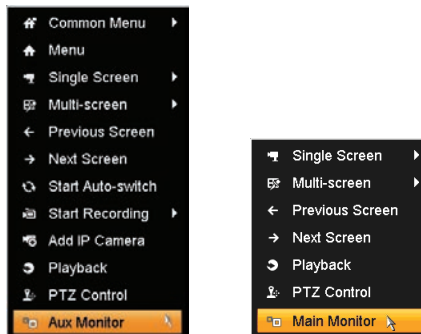 Common Menu
Menu
Single Screen
Multi-screen
Previous Screen
Next Screen
Start Auto-switch
Start Recording
Add IP Camera
Playback
PTZ Control
Aux Monitor
Single Screen
Multi-screen
Previous Screen
Next Screen
Playback
PTZ Control
Main Monitor